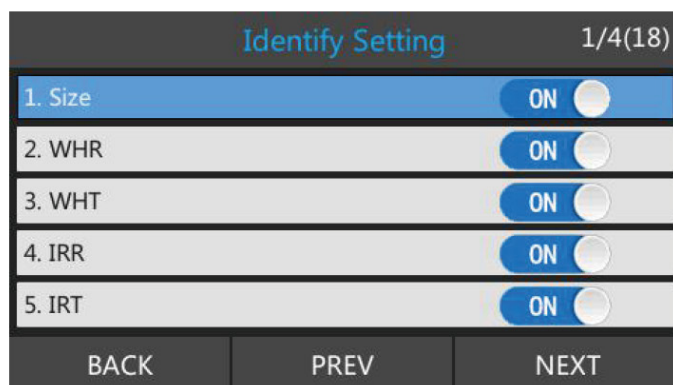 Identify Setting 1/4(18)
1. Size ON
2. WHR ON
3. WHT ON
4. IRR ON
5. IRT ON
BACK PREV NEXT